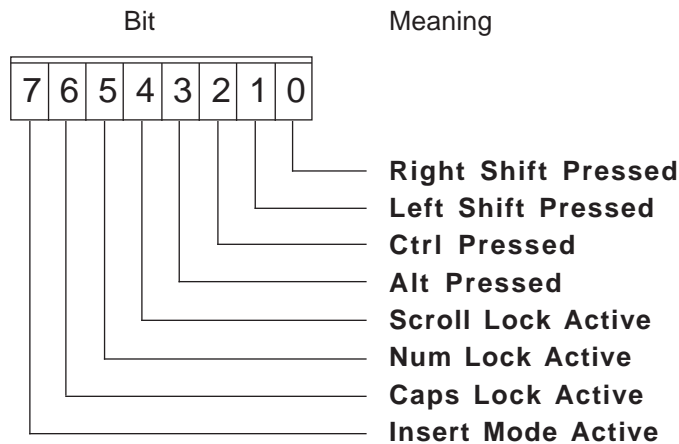 Bit Meaning
7 6 5 4 3 2 1 0
Right Shift Pressed
Left Shift Pressed
Ctrl Pressed
Alt Pressed
Scroll Lock Active
Num Lock Active
Caps Lock Active
Insert Mode Active